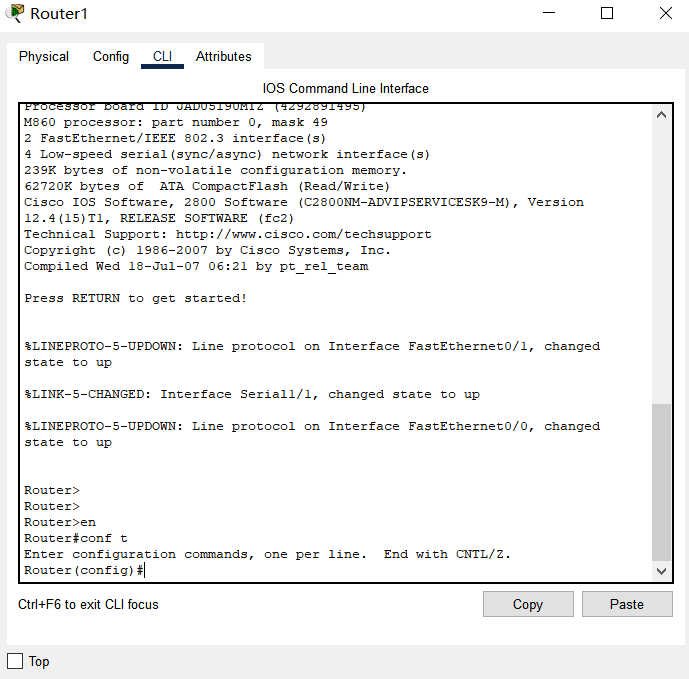 Router1
Physical Config CLI Attributes
IOS Command Line Interface
Processor board ID JAD05190MTZ (4292891495)
M860 processor: part number 0, mask 49
2 FastEthernet/IEEE 802.3 interface(s)
4 Low-speed serial(sync/async) network interface(s)
239K bytes of non-volatile configuration memory.
62720K bytes of  ATA CompactFlash (Read/Write)
Cisco IOS Software, 2800 Software (C2800NM-ADVIPSERVICESK9-M), Version
12.4(15)T1, RELEASE SOFTWARE (fc2)
Technical Support: http://www.cisco.com/techsupport
Copyright (c) 1986-2007 by Cisco Systems, Inc.
Compiled Wed 18-Jul-07 06:21 by pt_rel_team
Press RETURN to get started!
%LINEPROTO-5-UPDOWN: Line protocol on Interface FastEthernet0/1, changed
state to up
%LINK-5-CHANGED: Interface Serial1/1, changed state to up
%LINEPROTO-5-UPDOWN: Line protocol on Interface FastEthernet0/0, changed
state to up
Router>
Router>
Router>en
Router#conf t
Enter configuration commands, one per line.  End with CNTL/Z.
Router(config)#
Ctrl+F6 to exit CLI focus
Copy
Paste
Top